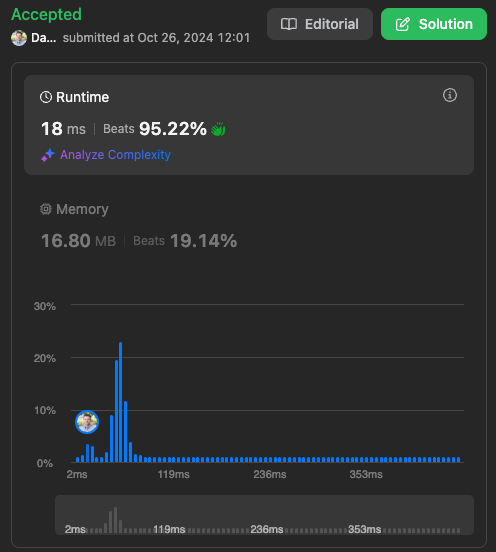 Accepted
Editorial
Solution
Da... submitted at Oct 26, 2024 12:01
Runtime
18 ms | Beats 95.22%
Analyze Complexity
Memory
16.80 MB | Beats 19.14%
30%
20%
10%
0%
2ms 119ms 236ms 353ms
2ms 119ms 236ms 353ms